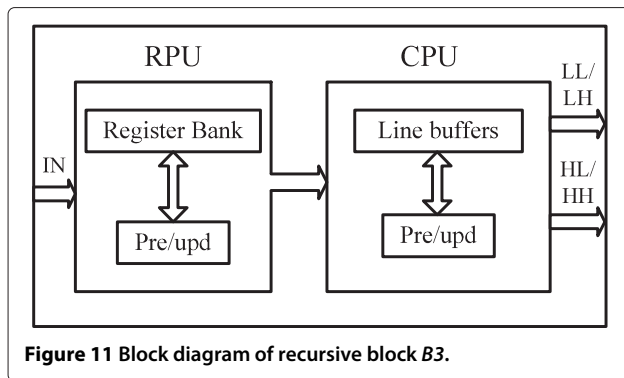 RPU
CPU
LL/
LH
Register Bank
Line buffers
IN
HL/
HH
Pre/upd
Pre/upd
Figure 11 Block diagram of recursive block B3.